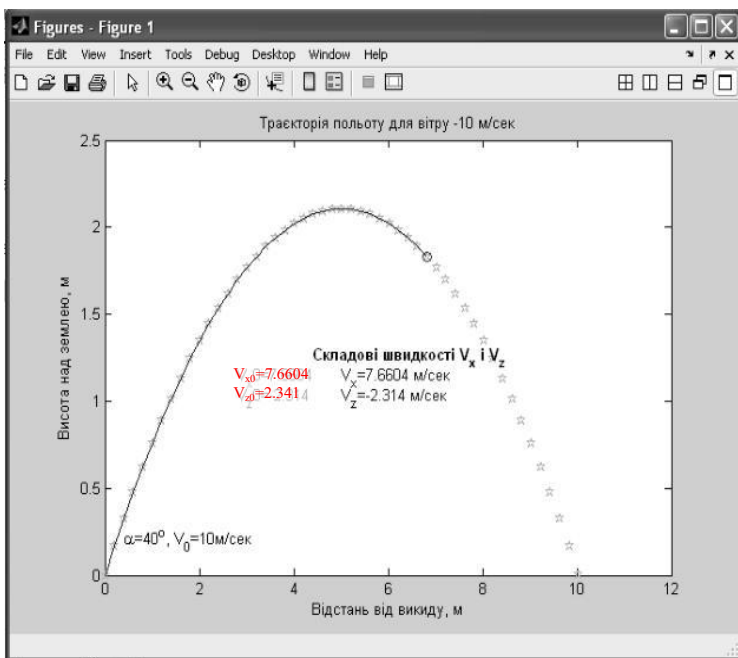 Figures - Figure 1
File Edit View Insert Tools Debug Desktop Window Help
Траєкторія польоту для вітру -10 м/сек
2.5
2
1.5
1
0.5
0
Висота над землею, м
Складові швидкості Vx і Vz
Vx0=7.6604 Vx=7.6604 м/сек
Vz0=2.341 Vz=-2.314 м/сек
α=40°, V0=10м/сек
0 2 4 6 8 10 12
Відстань від викиду, м